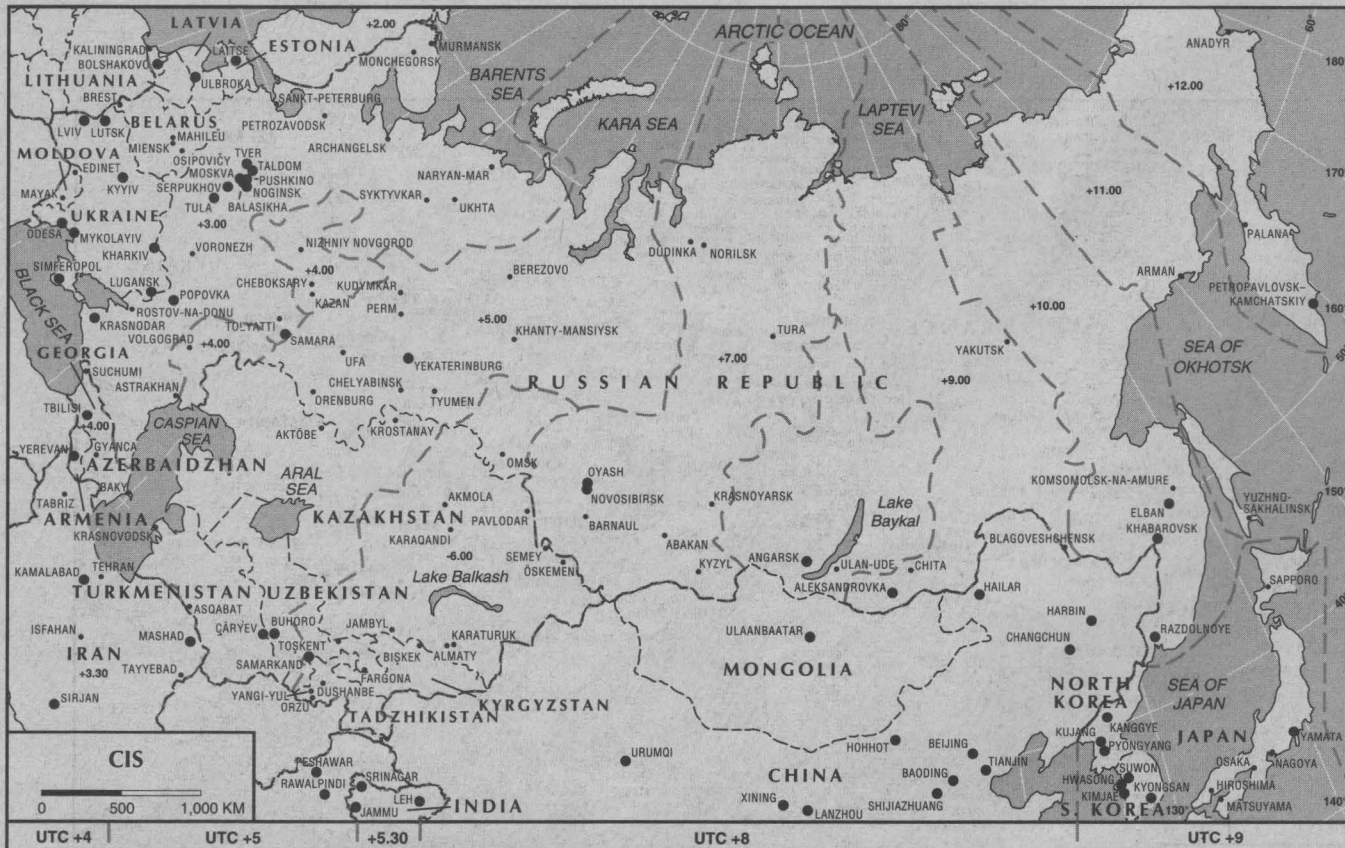 LATVIA
+2.00
ESTONIA
KALININGRAD
BOLSHAKOVO
LAITSE
MURMANSK
MONCHEGORSK
ARCTIC OCEAN
80°
60°
ANADYR
180°
LITHUANIA
ULBROKA
BARENTS
SEA
+12.00
BREST
SANKT-PETERBURG
LAPTEV
SEA
KARA SEA
LVIV
LUTSK
BELARUS
MAHILEU
PETROZAVODSK
MIENSK
ARCHANGELSK
MOLDOVA
OSIPOVIČY
TVER
TALDOM
EDINET
MOSKVA
PUSHKINO
NARYAN-MAR
170°
KYYIV
SERPUKHOV
NOGINSK
SYKTYVKAR
UKHTA
+11.00
MAYAK
TULA
BALASIKHA
UKRAINE
+3.00
ODESA
MYKOLAYIV
PALANA
KHARKIV
VORONEZH
NIZHNIY NOVGOROD
DUDINKA
NORILSK
SIMFEROPOL
+4.00
BEREZOVO
ARMAN
BLACK SEA
LUGANSK
CHEBOKSARY
KUDYMKAR
PETROPAVLOVSK-
KAMCHATSKIY
POPOVKA
KAZAN
+10.00
160°
ROSTOV-NA-DONU
PERM
KRASNODAR
TOLYATTI
+5.00
KHANTY-MANSIYSK
TURA
VOLGOGRAD
+4.00
SAMARA
YAKUTSK
SEA OF
OKHOTSK
50°
GEORGIA
UFA
YEKATERINBURG
+7.00
SUCHUMI
RUSSIAN REPUBLIC
+9.00
ASTRAKHAN
CHELYABINSK
ORENBURG
TYUMEN
TBILISI
CASPIAN
SEA
+4.00
AKTÖBE
KROSTANAY
YEREVAN
GYANCA
OMSK
AZERBAIDZHAN
OYASH
KOMSOMOLSK-NA-AMURE
ARAL
SEA
BAKY
AKMOLA
NOVOSIBIRSK
KRASNOYARSK
Lake
Baykal
150°
TABRIZ
ELBAN
YUZHNO-
SAKHALINSK
ARMENIA
KAZAKHSTAN
PAVLODAR
BARNAUL
KHABAROVSK
KRASNOVODSK
KARAQANDI
ABAKAN
BLAGOVESHSHENSK
-6.00
SEMEY
ANGARSK
ÖSKEMEN
KYZYL
ULAN-UDE
CHITA
TEHRAN
KAMALABAD
Lake Balkash
ALEKSANDROVKA
HAILAR
SAPPORO
TURKMENISTAN
UZBEKISTAN
40°
ASQABAT
HARBIN
ISFAHAN
ÇÄRYEV
BUHORO
JAMBYL
ULAANBAATAR
RAZDOLNOYE
MASHAD
TOŞKENT
BIŞKEK
KARATURUK
CHANGCHUN
IRAN
SAMARKAND
ALMATY
MONGOLIA
+3.30
TAYYEBAD
FARGONA
NORTH
KOREA
SEA OF
JAPAN
YANGI-YUL
DUSHANBE
SIRJAN
ORZU
KYRGYZSTAN
TADZHIKISTAN
KANGGYE
KUJANG
JAPAN
YAMATA
CIS
HOHHOT
BEIJING
PYONGYANG
URUMQI
TIANJIN
NAGOYA
PESHAWAR
CHINA
BAODING
SUWON
OSAKA
RAWALPINDI
SRINAGAR
HWASONG
KYONGSAN
HIROSHIMA
0 500 1,000 KM
LEH
INDIA
XINING
SHIJIAZHUANG
KIMJAE
MATSUYAMA
JAMMU
LANZHOU
S. KOREA
130°
140°
UTC +4
UTC +5
+5.30
UTC +8
UTC +9